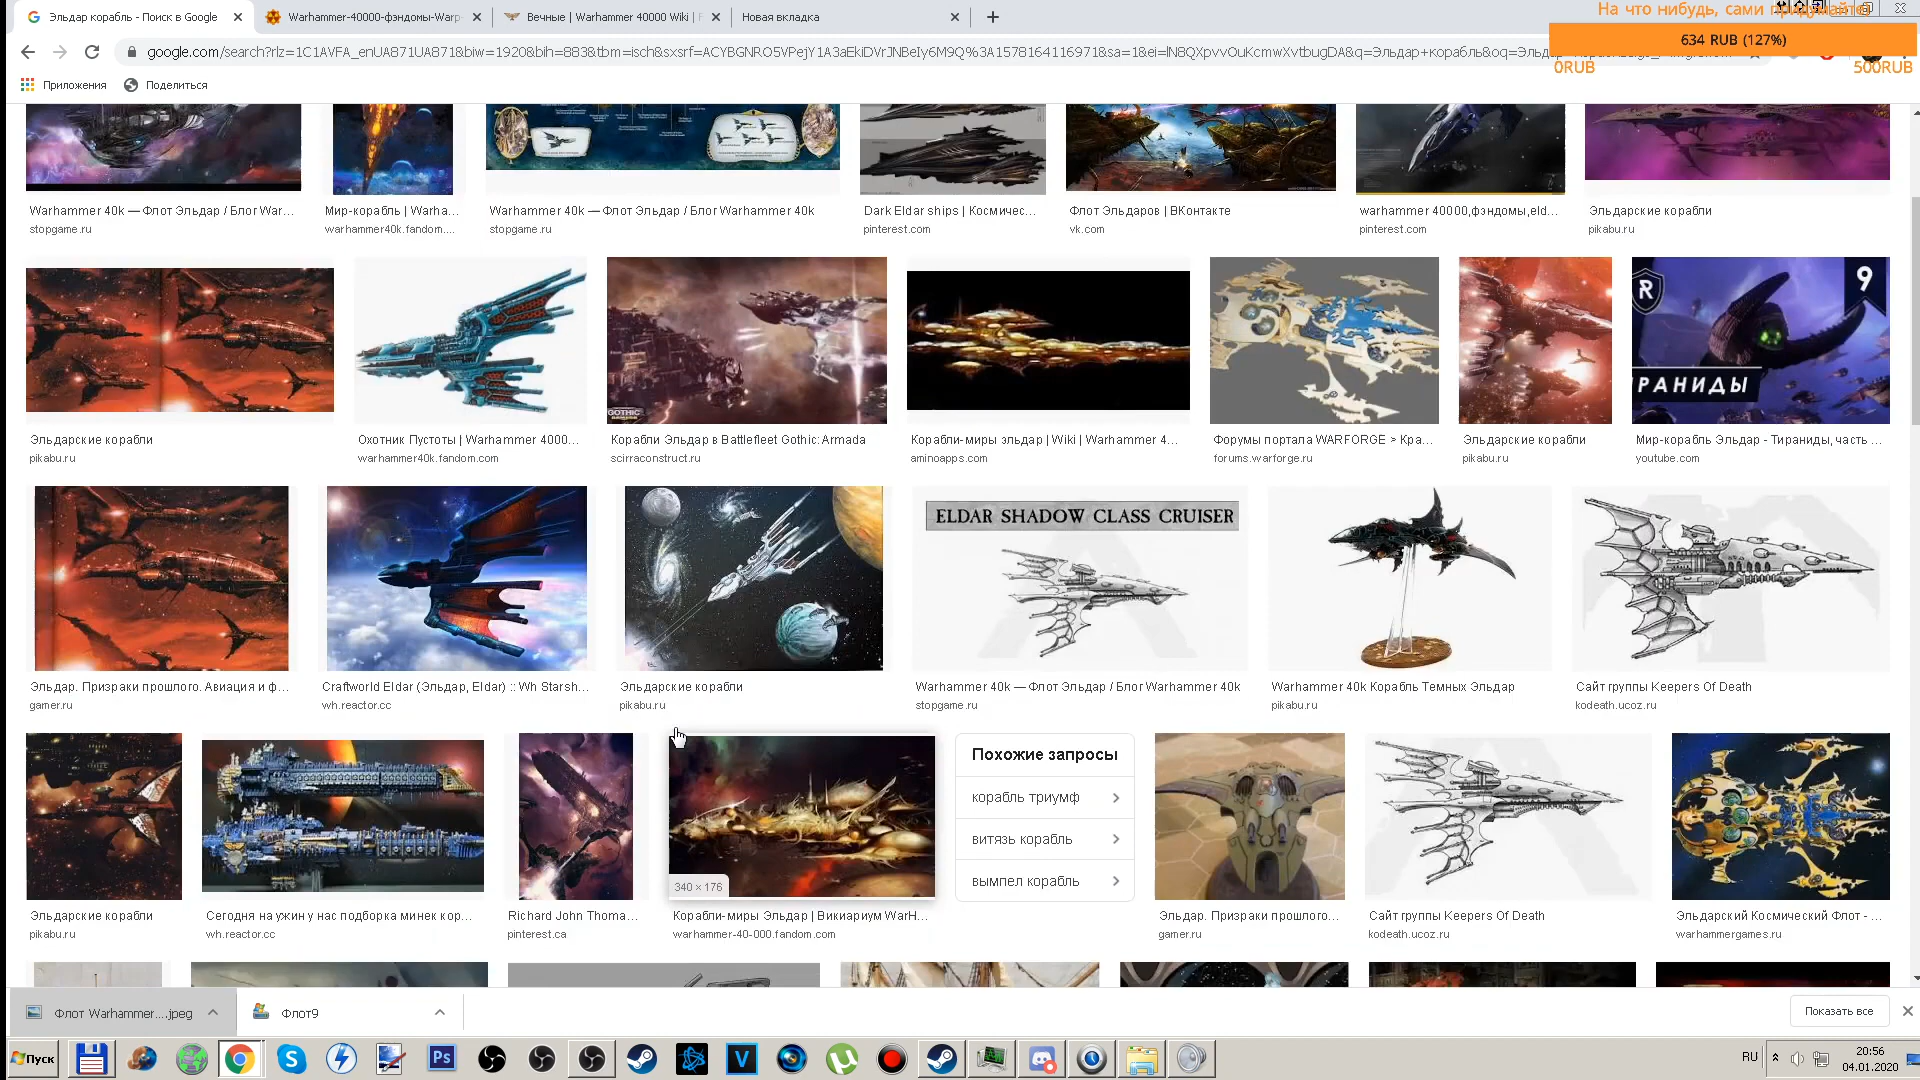 Эльдар корабль - Поиск в Google
Warhammer-40000-фэндомы-Warp
Вечные | Warhammer 40000 Wiki | F
Новая вкладка
На что нибудь, сами придумайте!
634 RUB (127%)
0RUB
500RUB
Приложения
Поделиться
Warhammer 40k — Флот Эльдар / Блог War...
stopgame.ru
Мир-корабль | Warha...
warhammer40k.fandom....
Warhammer 40k — Флот Эльдар / Блог Warhammer 40k
stopgame.ru
Dark Eldar ships | Космичес...
pinterest.com
Флот Эльдаров | ВКонтакте
vk.com
warhammer 40000,фэндомы,eld...
pinterest.com
Эльдарские корабли
pikabu.ru
GOTHIC
R
9
РАНИДЫ
Эльдарские корабли
pikabu.ru
Охотник Пустоты | Warhammer 4000...
warhammer40k.fandom.com
Корабли Эльдар в Battlefleet Gothic: Armada
scirraconstruct.ru
Корабли-миры эльдар | Wiki | Warhammer 4...
aminoapps.com
Форумы портала WARFORGE > Кра...
forums.warforge.ru
Эльдарские корабли
pikabu.ru
Мир-корабль Эльдар - Тираниды, часть ...
youtube.com
ELDAR SHADOW CLASS CRUISER
Эльдар. Призраки прошлого. Авиация и ф...
gamer.ru
Craftworld Eldar (Эльдар, Eldar) :: Wh Starsh...
wh.reactor.cc
Эльдарские корабли
pikabu.ru
Warhammer 40k — Флот Эльдар / Блог Warhammer 40k
stopgame.ru
Warhammer 40k Корабль Темных Эльдар
pikabu.ru
Сайт группы Keepers Of Death
kodeath.ucoz.ru
Похожие запросы
корабль триумф
витязь корабль
вымпел корабль
340 × 176
Эльдарские корабли
pikabu.ru
Сегодня на ужин у нас подборка минек кор...
wh.reactor.cc
Richard John Thoma...
pinterest.ca
Корабли-миры Эльдар | Викиариум WarH...
warhammer-40-000.fandom.com
Эльдар. Призраки прошлого...
gamer.ru
Сайт группы Keepers Of Death
kodeath.ucoz.ru
Эльдарский Космический Флот - ...
warhammergames.ru
Флот Warhammer....jpeg
Флот9
Показать все
Пуск
Ps
V
RU
20:56
04.01.2020